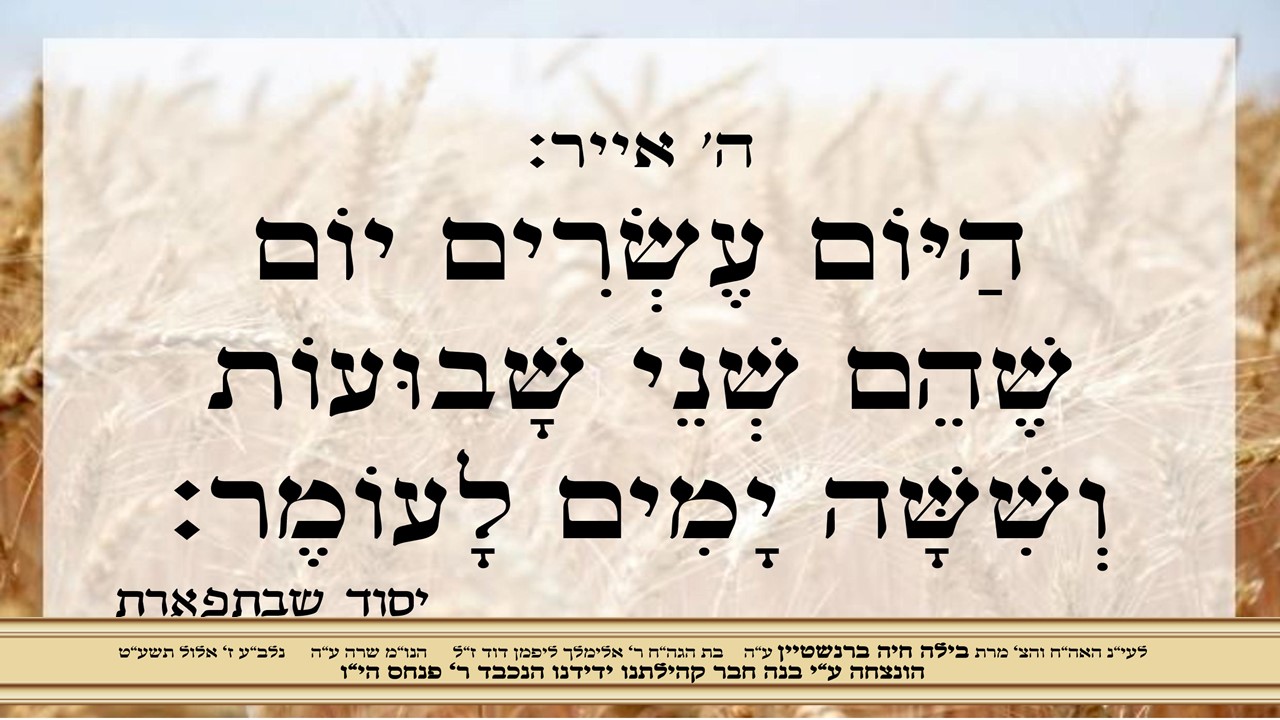 ה׳ אייר:
הַיּוֹם עֶשְׂרִים יוֹם
שֶׁהֵם שְׁנֵי שָׁבוּעוֹת
וְשִׁשָּׁה יָמִים לָעוֹמֶר:
יסוד שבתפארת
לעי״נ האה״ח והצ׳ מרת בילה חיה ברנשטיין ע״ה בת הגה״ח ר׳ אלימלך ליפמן דוד ז״ל הנו״מ שרה ע״ה נלב״ע ז׳ אלול תשע״ט
הונצחה ע״י בנה חבר קהילתנו ידידנו הנכבד ר׳ פנחס הי״ו